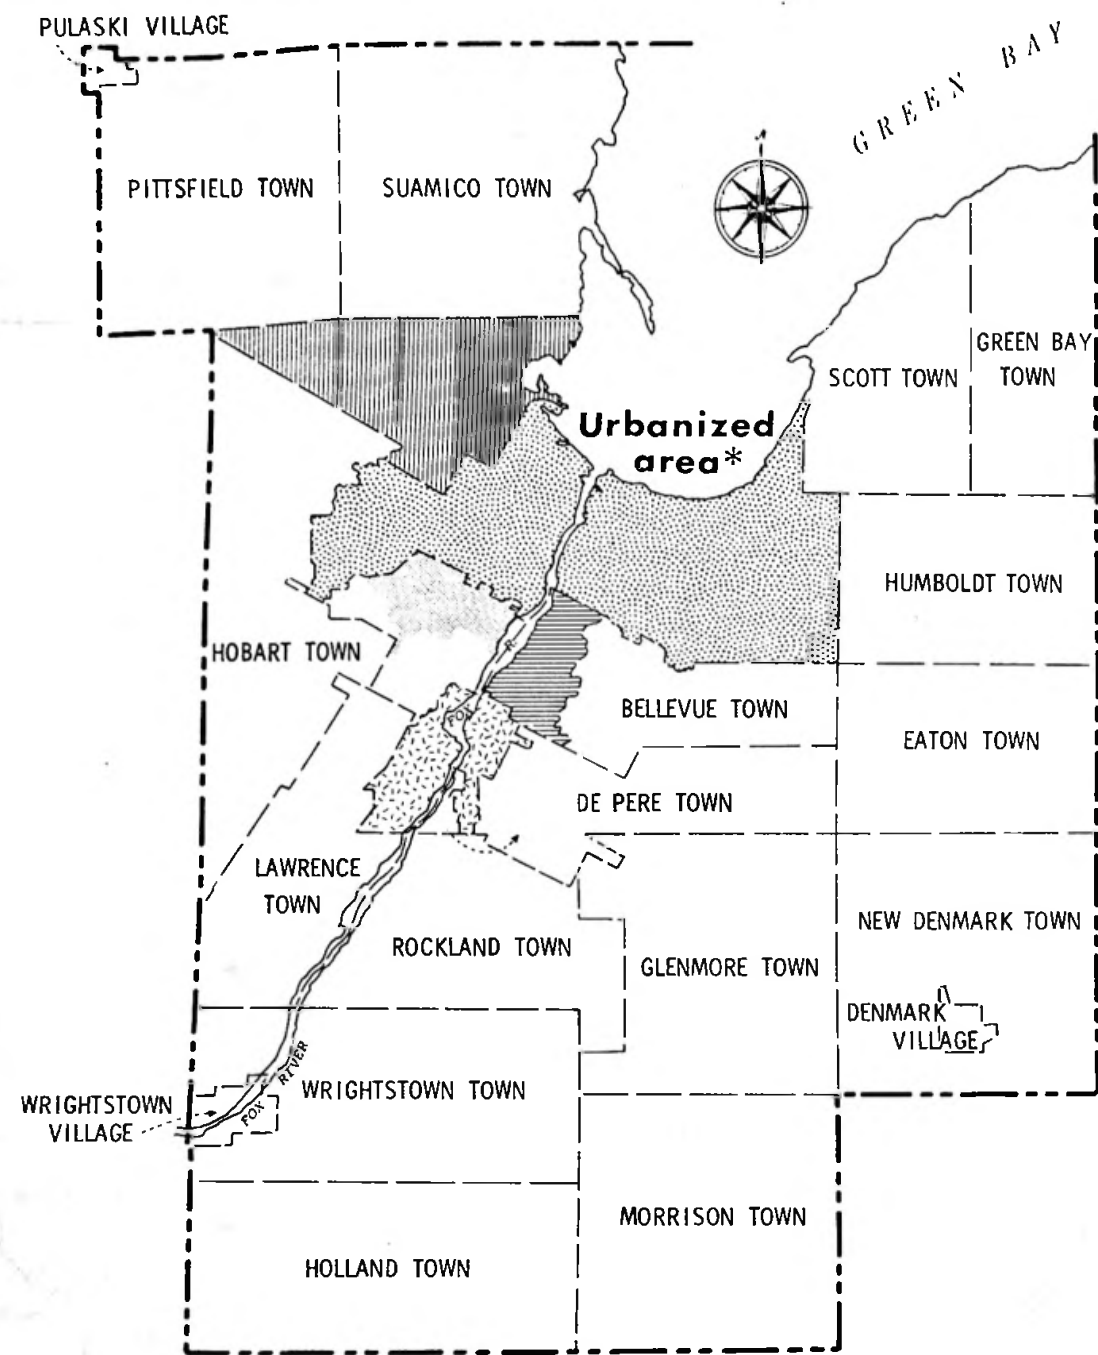 PULASKI VILLAGE
GREEN BAY
PITTSFIELD TOWN
SUAMICO TOWN
GREEN BAY
TOWN
SCOTT TOWN
Urbanized
area*
HUMBOLDT TOWN
HOBART TOWN
BELLEVUE TOWN
FOX
R.
EATON TOWN
DE PERE TOWN
LAWRENCE
TOWN
ROCKLAND TOWN
GLENMORE TOWN
NEW DENMARK TOWN
DENMARK
VILLAGE
WRIGHTSTOWN TOWN
FOX RIVER
WRIGHTSTOWN
VILLAGE
MORRISON TOWN
HOLLAND TOWN